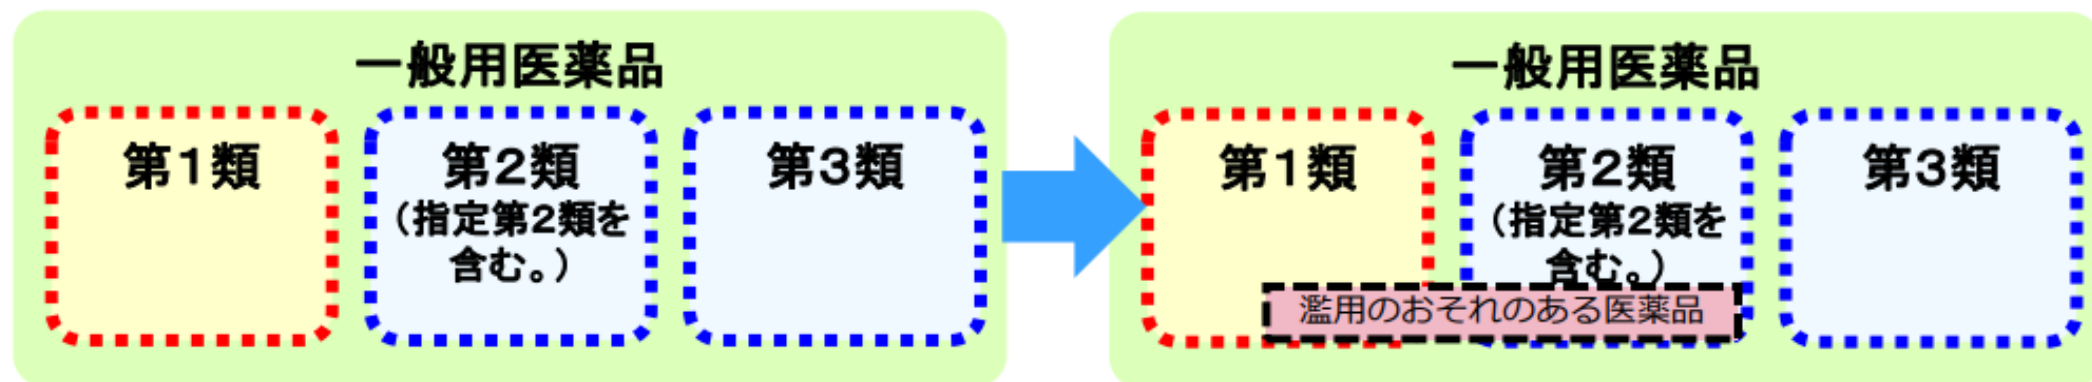 一般用医薬品
第１類
第２類
（指定第２類を
含む。）
第３類
一般用医薬品
第１類
第２類
（指定第２類を
含む。）
第３類
濫用のおそれのある医薬品